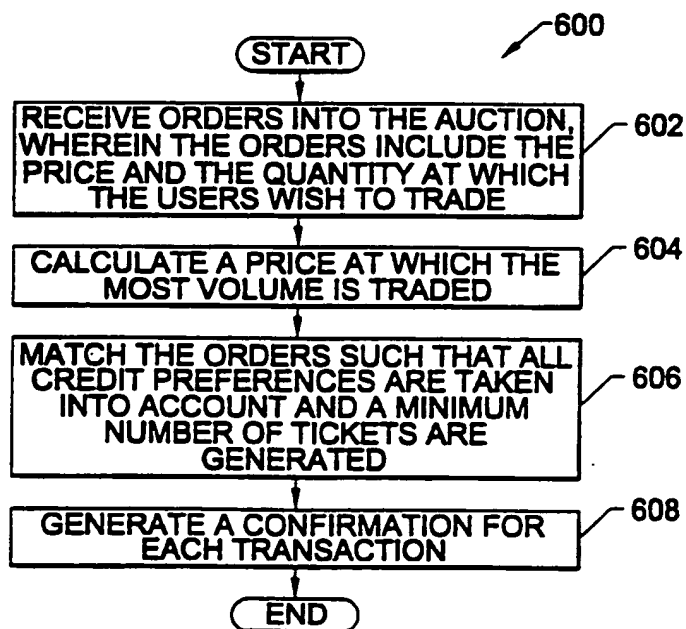 600
START
RECEIVE ORDERS INTO THE AUCTION,
WHEREIN THE ORDERS INCLUDE THE
PRICE AND THE QUANTITY AT WHICH
THE USERS WISH TO TRADE
602
CALCULATE A PRICE AT WHICH THE
MOST VOLUME IS TRADED
604
MATCH THE ORDERS SUCH THAT ALL
CREDIT PREFERENCES ARE TAKEN
INTO ACCOUNT AND A MINIMUM
NUMBER OF TICKETS ARE
GENERATED
606
GENERATE A CONFIRMATION FOR
EACH TRANSACTION
608
END